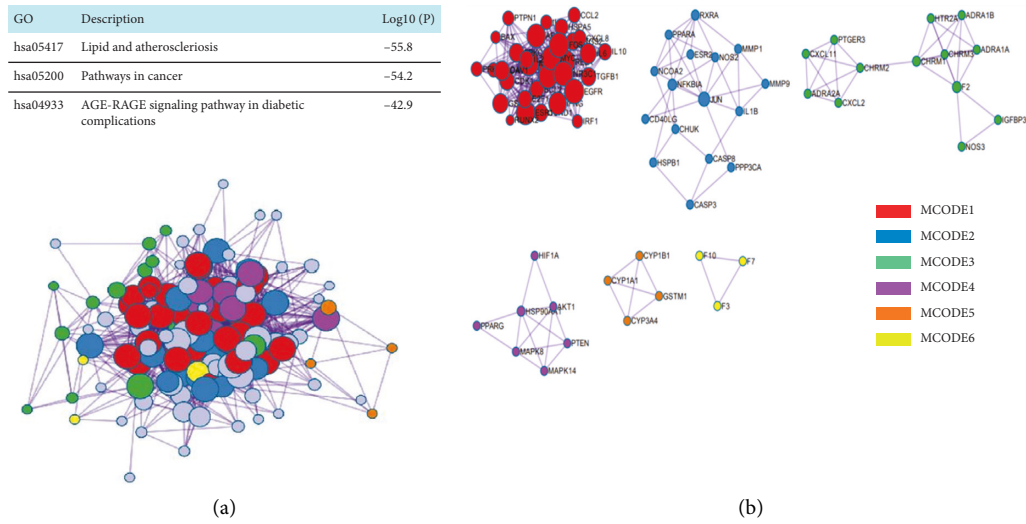 GO Description Log10 (P)
hsa05417 Lipid and atheroscleriosis –55.8
hsa05200 Pathways in cancer –54.2
hsa04933 AGE-RAGE signaling pathway in diabetic
complications –42.9
(a)
PTPN1
CCL2
HSPA5
CXCL8
IL10
TGFB1
EGFR
IRF1
RXRA
PPARA
ESR2
NOS2
MMP1
NCOA2
NFKBIA
MMP9
JUN
IL1B
CD40LG
CHUK
HSPB1
CASP8
PPP3CA
CASP3
PTGER3
CXCL11
CHRM2
ADRA2A
CXCL2
HTR2A
ADRA1B
ADRA1A
CHRM3
CHRM1
F2
IGFBP3
NOS3
HIF1A
AKT1
HSP90AA1
PPARG
PTEN
MAPK8
MAPK14
CYP1B1
CYP1A1
GSTM1
CYP3A4
F10
F7
F3
MCODE1
MCODE2
MCODE3
MCODE4
MCODE5
MCODE6
(b)